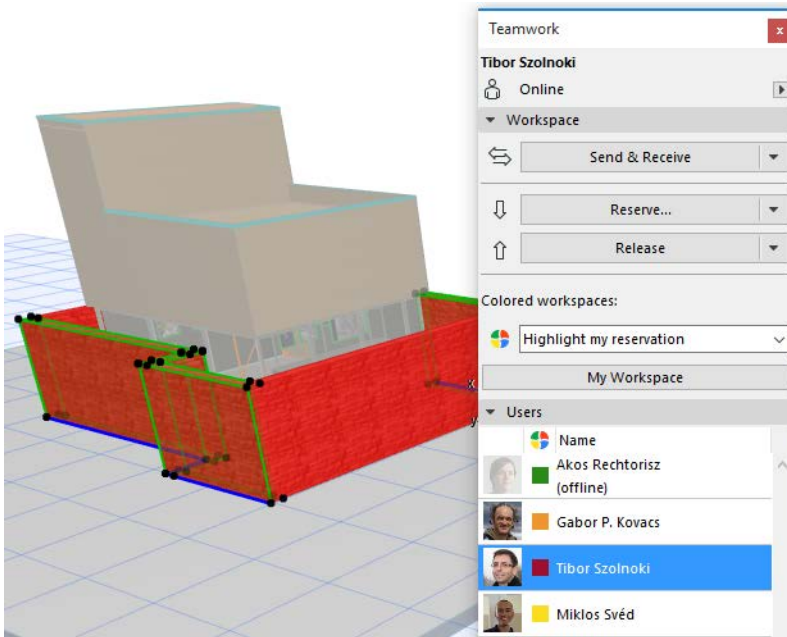 Teamwork
x
Tibor Szolnoki
Online
Workspace
Send & Receive
Reserve...
Release
Colored workspaces:
Highlight my reservation
My Workspace
x
y
Users
Name
Akos Rechtorisz
(offline)
Gabor P. Kovacs
Tibor Szolnoki
Miklos Svéd